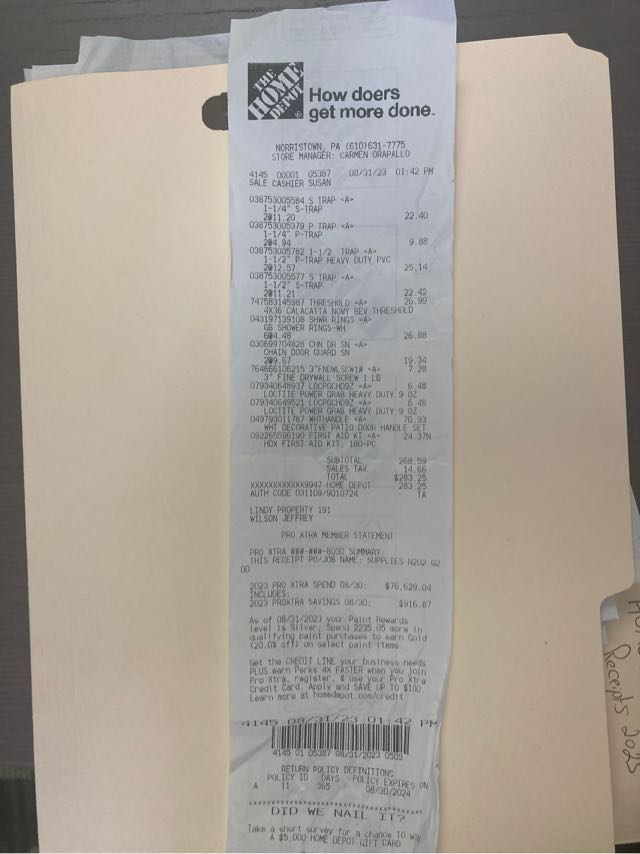 THE
HOME
DEPOT
How doers
get more done.
NORRISTOWN, PA (610)631-7775
STORE MANAGER: CARMEN ORAPALLO
4145 00001 05387 08/31/23 01:42 PM
SALE CASHIER SUSAN
038753005584 S TRAP <A>
1-1/4" S-TRAP
2@11.20 22.40
038753005379 P TRAP <A>
1-1/4" P-TRAP
2@4.94 9.88
038753005782 1-1/2 TRAP <A>
1-1/2" P-TRAP HEAVY DUTY PVC
2@12.57 25.14
038753005577 S TRAP <A>
1-1/2" S-TRAP
2@11.21 22.42
747583145987 THRESHOLD <A> 26.99
4X36 CALACATTA NOWY BEV THRESHOLD
043197139108 SHWR RINGS <A>
GB SHOWER RINGS-WH
6@4.48 26.88
030699704828 CHN DR SN <A>
CHAIN DOOR GUARD SN
2@9.67 19.34
764666106215 3"FNDWLSCW1# <A> 7.28
3" FINE DRYWALL SCREW 1 LB
079340648937 LOCPGCHD9Z <A> 6.48
LOCTITE POWER GRAB HEAVY DUTY 9 OZ
079340649521 LOCPGCHD9Z <A> 6.48
LOCTITE POWER GRAB HEAVY DUTY 9 OZ
049793011787 WHTHANDLE <A> 70.93
WHT DECORATIVE PATIO DOOR HANDLE SET
092265596190 FIRST AID KT <A> 24.37N
HDX FIRST AID KIT, 180-PC
SUBTOTAL 268.59
SALES TAX 14.66
TOTAL $283.25
XXXXXXXXXXXX9947 HOME DEPOT 283.25
AUTH CODE 031109/9010724 TA
LINDY PROPERTY 191
WILSON JEFFREY
PRO XTRA MEMBER STATEMENT
PRO XTRA ###-###-8030 SUMMARY
THIS RECEIPT PO/JOB NAME: SUPPLIES N202 Q2
00
2023 PRO XTRA SPEND 08/30: $76,629.04
INCLUDES:
2023 PROXTRA SAVINGS 08/30: $916.87
As of 08/31/2023 your Paint Rewards
level is Silver; Spend 2235.05 more in
qualifying paint purchases to earn Gold
(20.0% off) on select paint items.
Get the CREDIT LINE your business needs
PLUS earn Perks 4X FASTER when you join
Pro Xtra, register, & use your Pro Xtra
Credit Card. Apply and SAVE UP TO $100.
Learn more at homedepot.com/credit
4145 08/31/23 01:42 PM
4145 01 05387 08/31/2023 0509
RETURN POLICY DEFINITIONS
POLICY ID DAYS POLICY EXPIRES ON
A 11 365 08/30/2024
DID WE NAIL IT?
Take a short survey for a chance TO WIN
A $5,000 HOME DEPOT GIFT CARD
Receipts